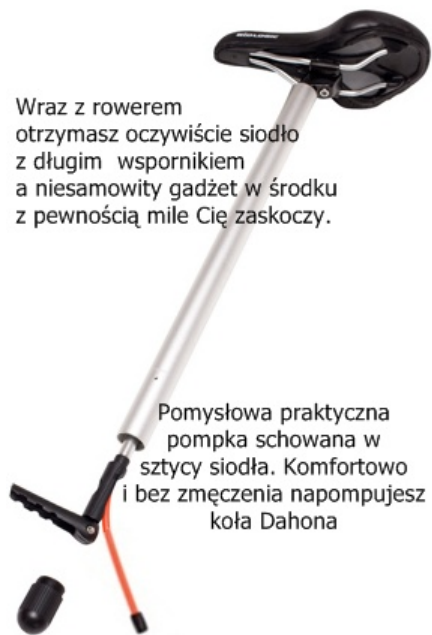 BIOLOGIC
Wraz z rowerem
otrzymasz oczywiście siodło
z długim wspornikiem
a niesamowity gadżet w środku
z pewnością mile Cię zaskoczy.
Pomysłowa praktyczna
pompka schowana w
sztycy siodła. Komfortowo
i bez zmęczenia napompujesz
koła Dahona